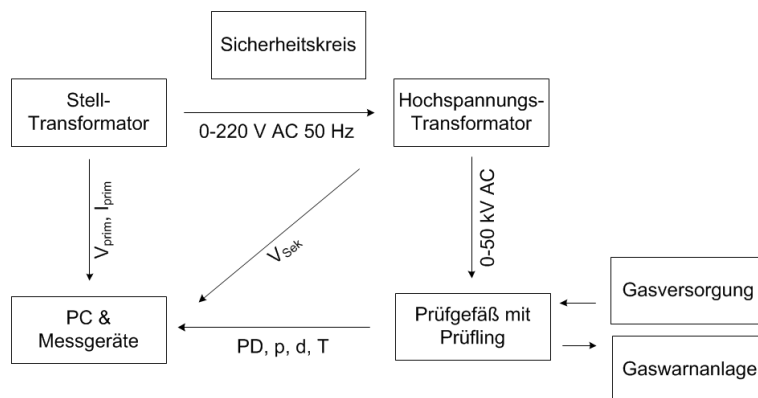 Sicherheitskreis
Stell-
Transformator
0-220 V AC 50 Hz
Hochspannungs-
Transformator
Vprim, Iprim
VSek
0-50 kV AC
PC &
Messgeräte
PD, p, d, T
Prüfgefäß mit
Prüfling
Gasversorgung
Gaswarnanlage